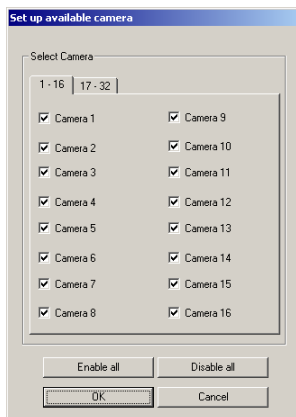 Set up available camera
Select Camera
1 - 16 17 - 32
Camera 1 Camera 9
Camera 2 Camera 10
Camera 3 Camera 11
Camera 4 Camera 12
Camera 5 Camera 13
Camera 6 Camera 14
Camera 7 Camera 15
Camera 8 Camera 16
Enable all Disable all
OK Cancel